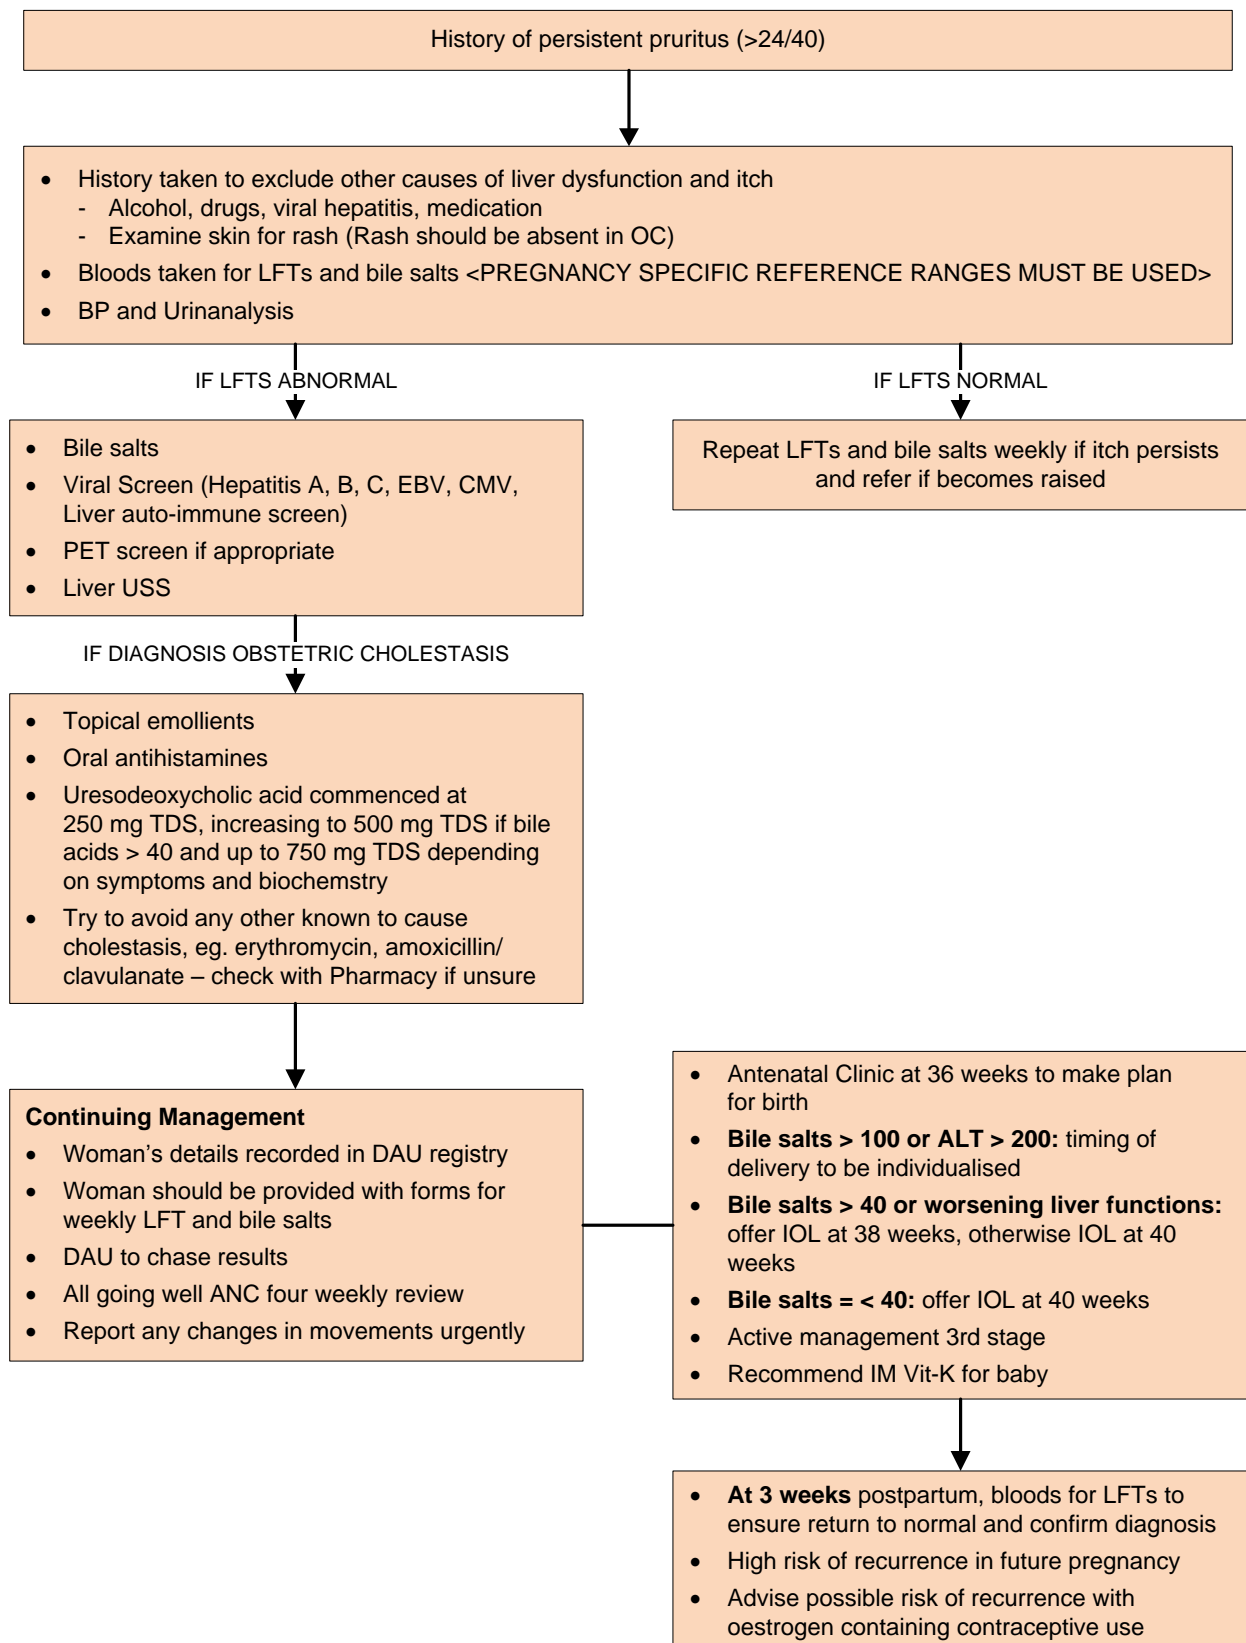 History of persistent pruritus (>24/40)
• History taken to exclude other causes of liver dysfunction and itch
- Alcohol, drugs, viral hepatitis, medication
- Examine skin for rash (Rash should be absent in OC)
• Bloods taken for LFTs and bile salts <PREGNANCY SPECIFIC REFERENCE RANGES MUST BE USED>
• BP and Urinanalysis
IF LFTS ABNORMAL
IF LFTS NORMAL
• Bile salts
• Viral Screen (Hepatitis A, B, C, EBV, CMV,
Liver auto-immune screen)
• PET screen if appropriate
• Liver USS
Repeat LFTs and bile salts weekly if itch persists
and refer if becomes raised
IF DIAGNOSIS OBSTETRIC CHOLESTASIS
• Topical emollients
• Oral antihistamines
• Uresodeoxycholic acid commenced at
250 mg TDS, increasing to 500 mg TDS if bile
acids > 40 and up to 750 mg TDS depending
on symptoms and biochemstry
• Try to avoid any other known to cause
cholestasis, eg. erythromycin, amoxicillin/
clavulanate – check with Pharmacy if unsure
Continuing Management
• Woman's details recorded in DAU registry
• Woman should be provided with forms for
weekly LFT and bile salts
• DAU to chase results
• All going well ANC four weekly review
• Report any changes in movements urgently
• Antenatal Clinic at 36 weeks to make plan
for birth
• Bile salts > 100 or ALT > 200: timing of
delivery to be individualised
• Bile salts > 40 or worsening liver functions:
offer IOL at 38 weeks, otherwise IOL at 40
weeks
• Bile salts = < 40: offer IOL at 40 weeks
• Active management 3rd stage
• Recommend IM Vit-K for baby
• At 3 weeks postpartum, bloods for LFTs to
ensure return to normal and confirm diagnosis
• High risk of recurrence in future pregnancy
• Advise possible risk of recurrence with
oestrogen containing contraceptive use